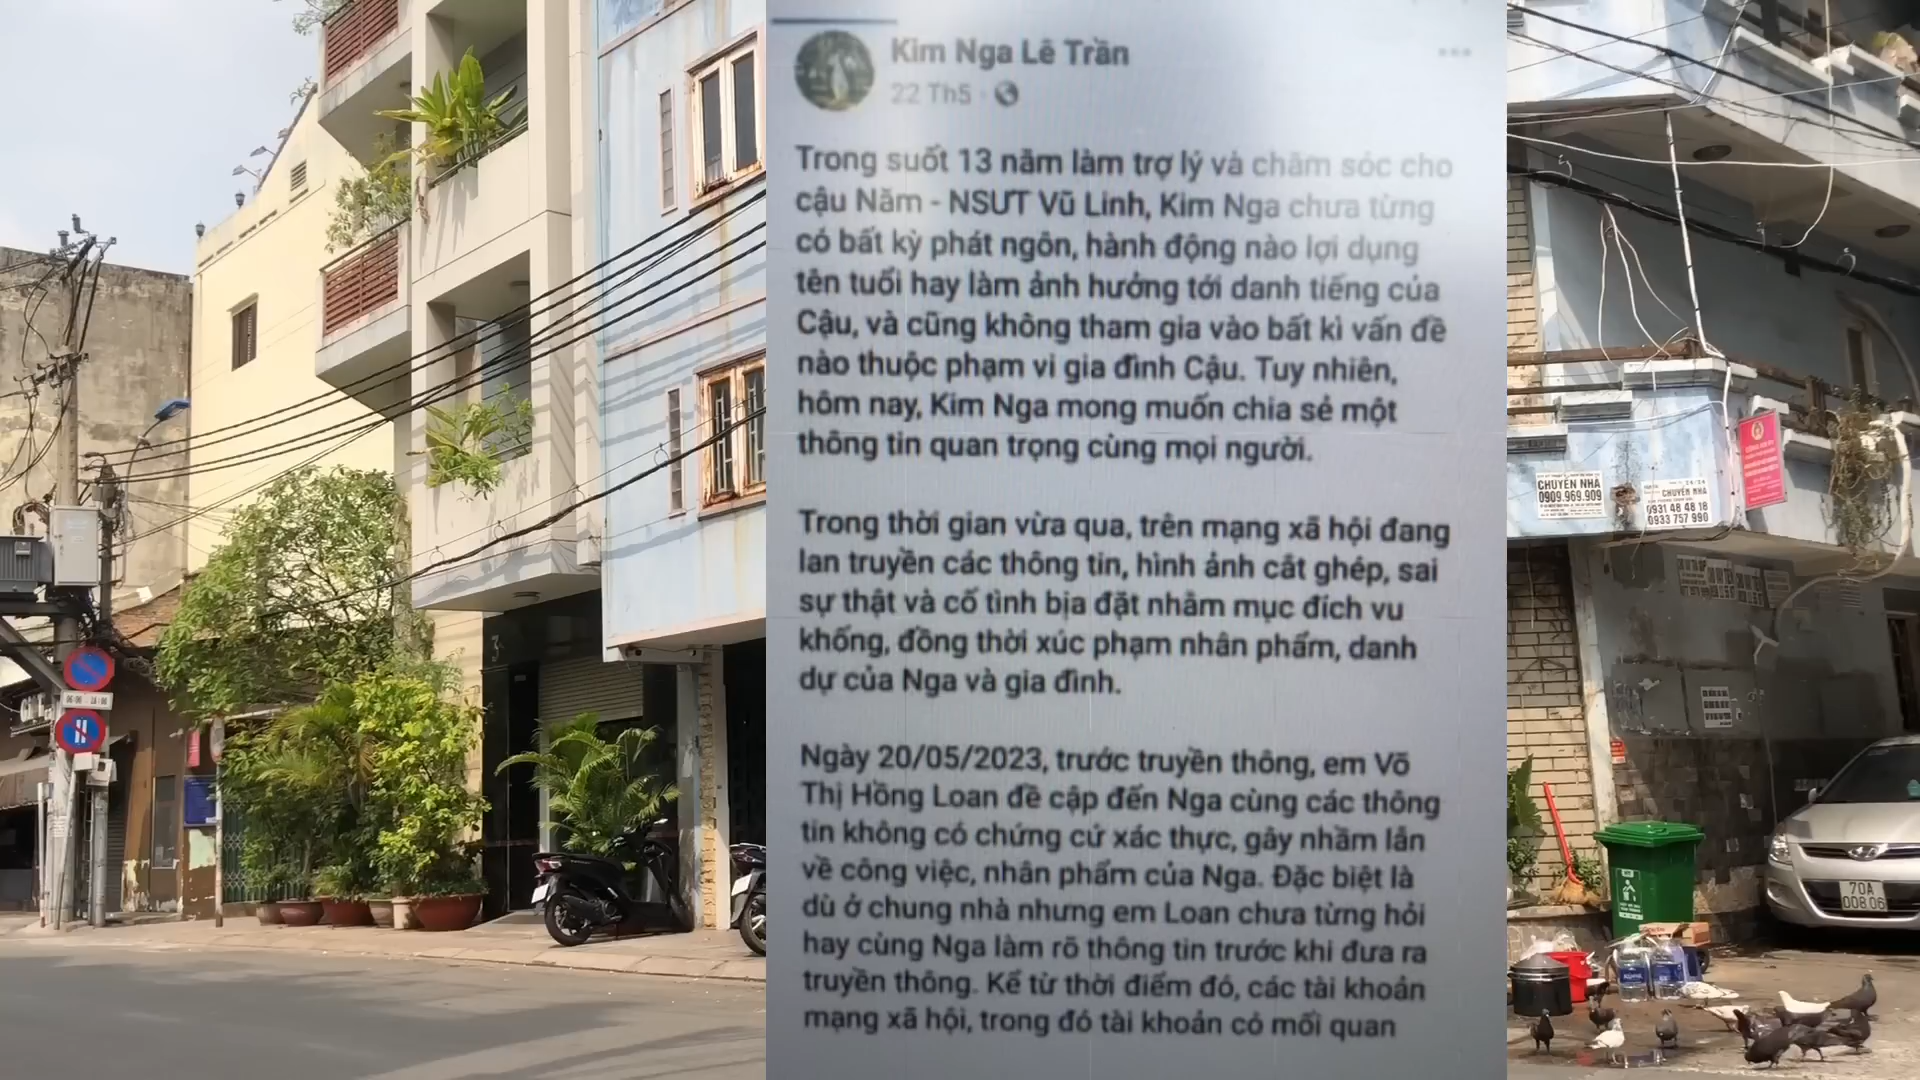 Kim Nga Lê Trần
22 Th5
Trong suốt 13 năm làm trợ lý và chăm sóc cho
cậu Năm - NSƯT Vũ Linh, Kim Nga chưa từng
có bất kỳ phát ngôn, hành động nào lợi dụng
tên tuổi hay làm ảnh hưởng tới danh tiếng của
Cậu, và cũng không tham gia vào bất kì vấn đề
nào thuộc phạm vi gia đình Cậu. Tuy nhiên,
hôm nay, Kim Nga mong muốn chia sẻ một
thông tin quan trọng cùng mọi người.
Trong thời gian vừa qua, trên mạng xã hội đang
lan truyền các thông tin, hình ảnh cắt ghép, sai
sự thật và cố tình bịa đặt nhằm mục đích vu
khống, đồng thời xúc phạm nhân phẩm, danh
dự của Nga và gia đình.
Ngày 20/05/2023, trước truyền thông, em Võ
Thị Hồng Loan đề cập đến Nga cùng các thông
tin không có chứng cứ xác thực, gây nhầm lẫn
về công việc, nhân phẩm của Nga. Đặc biệt là
dù ở chung nhà nhưng em Loan chưa từng hỏi
hay cùng Nga làm rõ thông tin trước khi đưa ra
truyền thông. Kể từ thời điểm đó, các tài khoản
mạng xã hội, trong đó tài khoản có mối quan
CHUYÊN NHÀ
0909.969.909
24/24
CHUYÊN NHÀ
0931 48 48 18
0933 757 990
70A
008.06